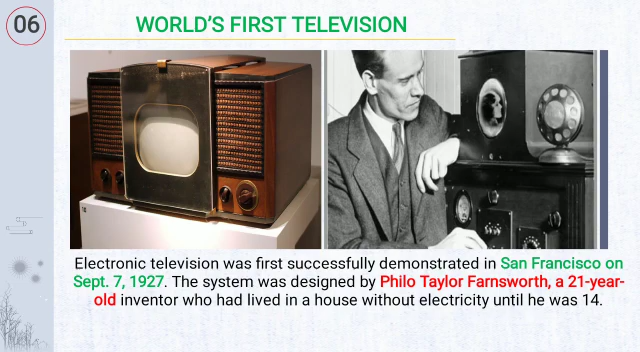 06
WORLD'S FIRST TELEVISION
Electronic television was first successfully demonstrated in San Francisco on
Sept. 7, 1927. The system was designed by Philo Taylor Farnsworth, a 21-year-
old inventor who had lived in a house without electricity until he was 14.